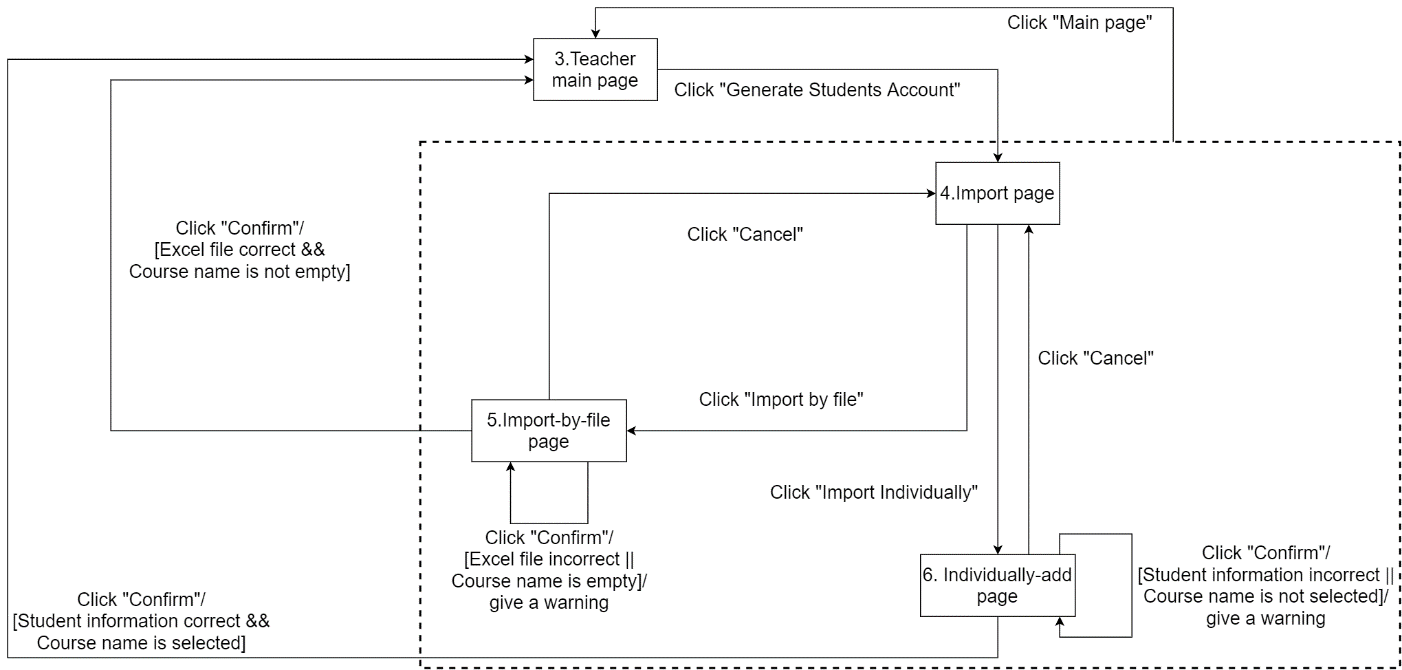 Click "Main page"
3.Teacher
main page
Click "Generate Students Account"
4.Import page
Click "Confirm"/
[Excel file correct &&
Course name is not empty]
Click "Cancel"
Click "Cancel"
Click "Import by file"
5.Import-by-file
page
Click "Import Individually"
Click "Confirm"/
[Excel file incorrect ||
Course name is empty]/
give a warning
6. Individually-add
page
Click "Confirm"/
[Student information incorrect ||
Course name is not selected]/
give a warning
Click "Confirm"/
[Student information correct &&
Course name is selected]